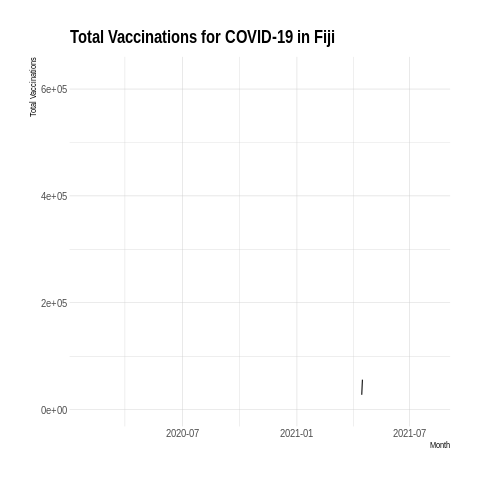 Total Vaccinations for COVID-19 in Fiji
Total Vaccinations
6e+05
4e+05
2e+05
0e+00
2020-07 2021-01 2021-07
Month